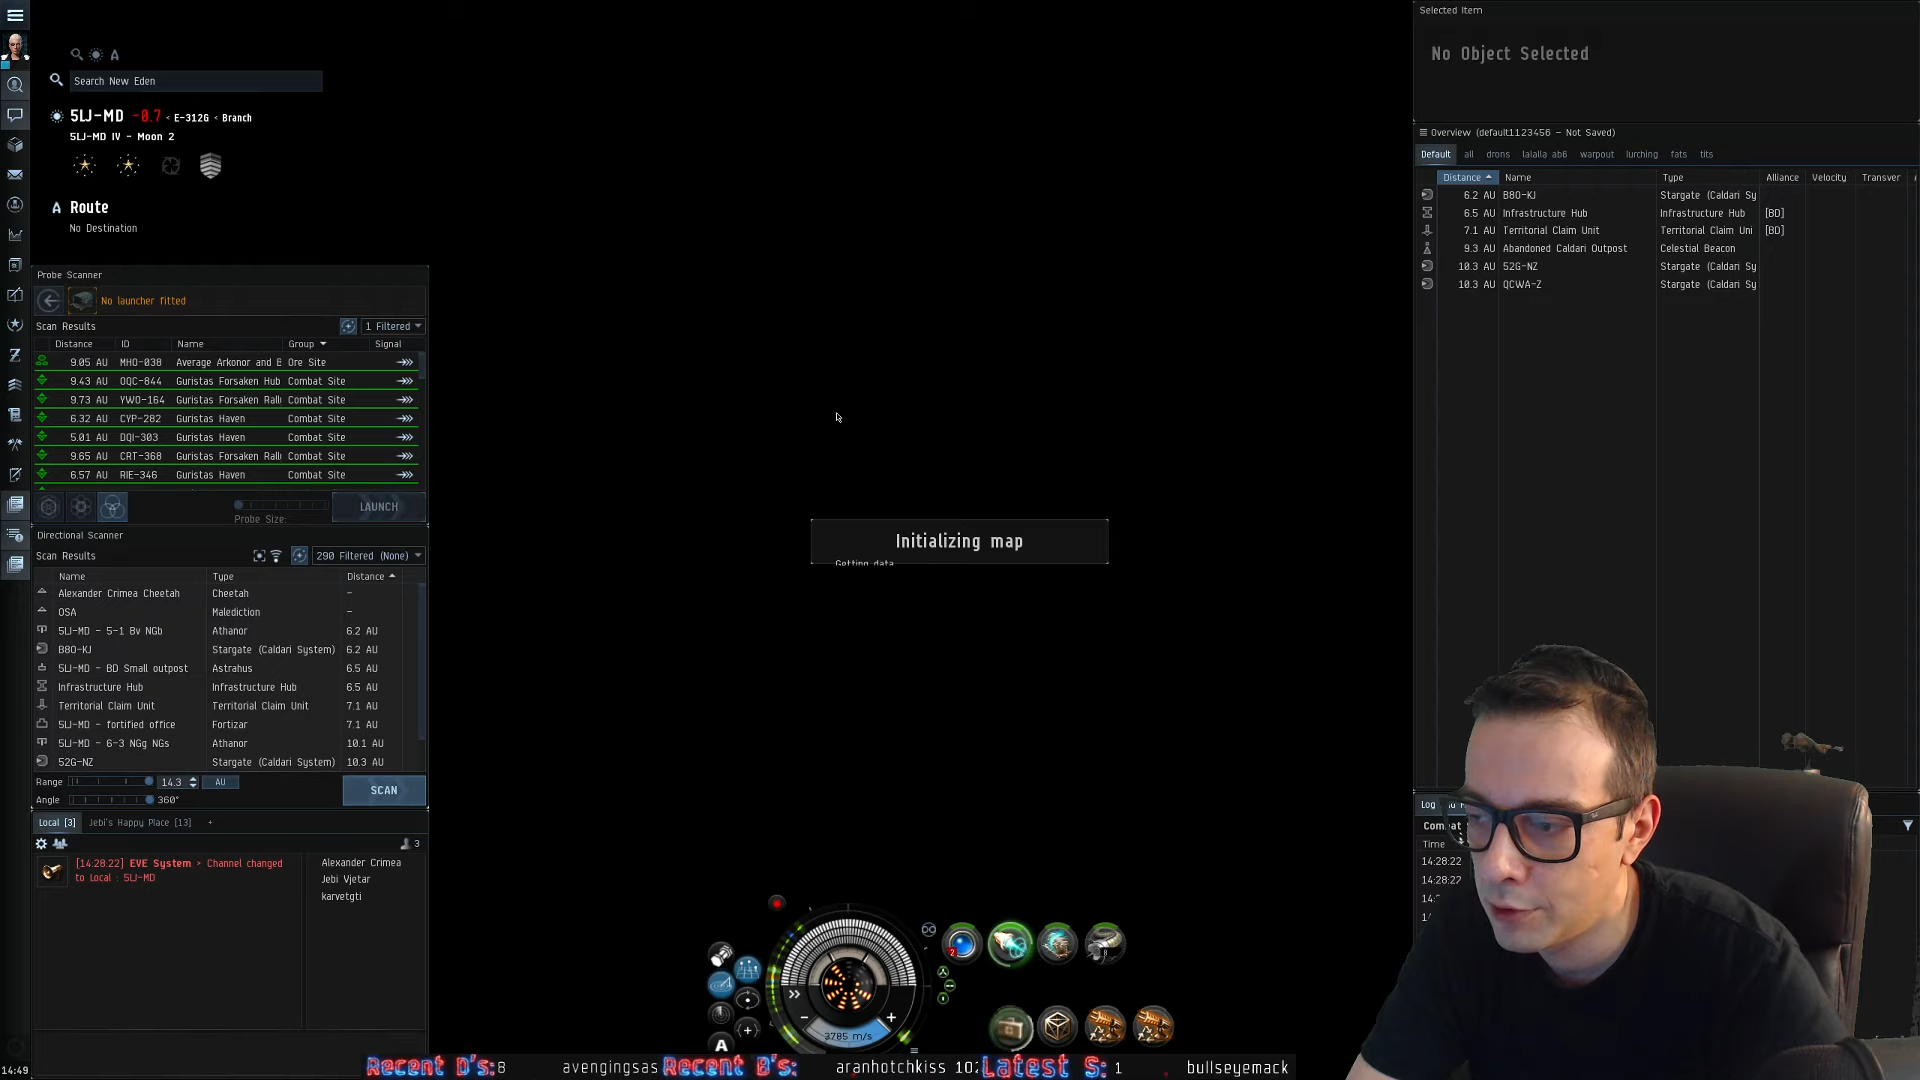 Search New Eden
5LJ-MD -0.7 < E-312G < Branch
5LJ-MD IV - Moon 2
A Route
No Destination
Probe Scanner
No launcher fitted
Scan Results
1 Filtered
Distance ID Name Group Signal
9.05 AU MHO-038 Average Arkonor and B Ore Site
9.43 AU OQC-844 Guristas Forsaken Hub Combat Site
9.73 AU YWO-164 Guristas Forsaken Rall Combat Site
6.32 AU CYP-282 Guristas Haven Combat Site
5.01 AU DQI-303 Guristas Haven Combat Site
9.65 AU CRT-368 Guristas Forsaken Rall Combat Site
6.57 AU RIE-346 Guristas Haven Combat Site
Probe Size:
LAUNCH
Directional Scanner
Scan Results
290 Filtered (None)
Name Type Distance
Alexander Crimea Cheetah Cheetah -
OSA Malediction -
5LJ-MD - 5-1 Bv NGb Athanor 6.2 AU
B8O-KJ Stargate (Caldari System) 6.2 AU
5LJ-MD - BD Small outpost Astrahus 6.5 AU
Infrastructure Hub Infrastructure Hub 6.5 AU
Territorial Claim Unit Territorial Claim Unit 7.1 AU
5LJ-MD - fortified office Fortizar 7.1 AU
5LJ-MD - 6-3 NGg NGs Athanor 10.1 AU
52G-NZ Stargate (Caldari System) 10.3 AU
Range 14.3 AU
Angle 360°
SCAN
Local [3] Jebi's Happy Place [13] +
3
[14:28:22] EVE System > Channel changed
to Local : 5LJ-MD
Alexander Crimea
Jebi Vjetar
karvetgti
14:49
Initializing map
Getting data
3785 m/s
2
8
A
Recent D's:8 avengingsas Recent B's: aranhotchkiss 102 Latest S: 1 bullseyemack
Selected Item
No Object Selected
Overview (default1123456 - Not Saved)
Default all drons lalalla ab6 warpout lurching fats tits
Distance Name Type Alliance Velocity Transver
6.2 AU B8O-KJ Stargate (Caldari Sy
6.5 AU Infrastructure Hub Infrastructure Hub [BD]
7.1 AU Territorial Claim Unit Territorial Claim Uni [BD]
9.3 AU Abandoned Caldari Outpost Celestial Beacon
10.3 AU 52G-NZ Stargate (Caldari Sy
10.3 AU QCWA-Z Stargate (Caldari Sy
Log
Combat
Time
14:28:22
14:28:22